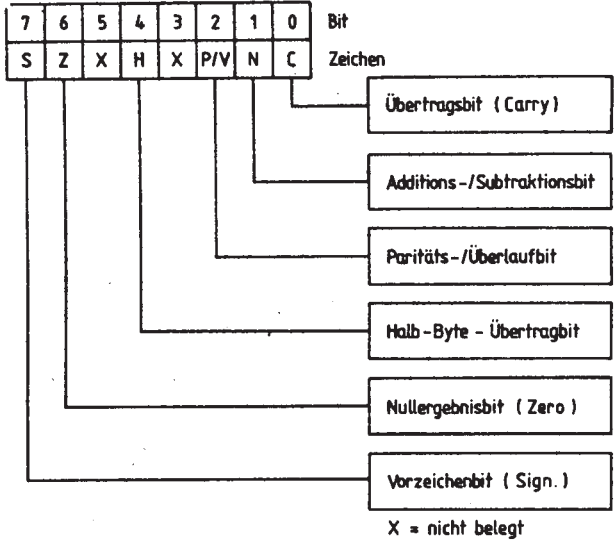 7 6 5 4 3 2 1 0 Bit
S Z X H X P/V N C Zeichen
Übertragsbit ( Carry )
Additions-/Subtraktionsbit
Paritäts-/Überlaufbit
Halb-Byte - Übertragbit
Nullergebnisbit ( Zero )
Vorzeichenbit ( Sign. )
X = nicht belegt